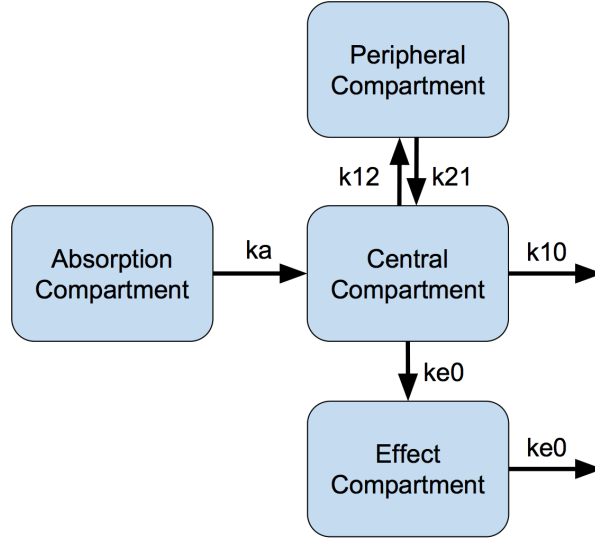 Peripheral
Compartment
k12
k21
Absorption
Compartment
ka
Central
Compartment
k10
ke0
Effect
Compartment
ke0